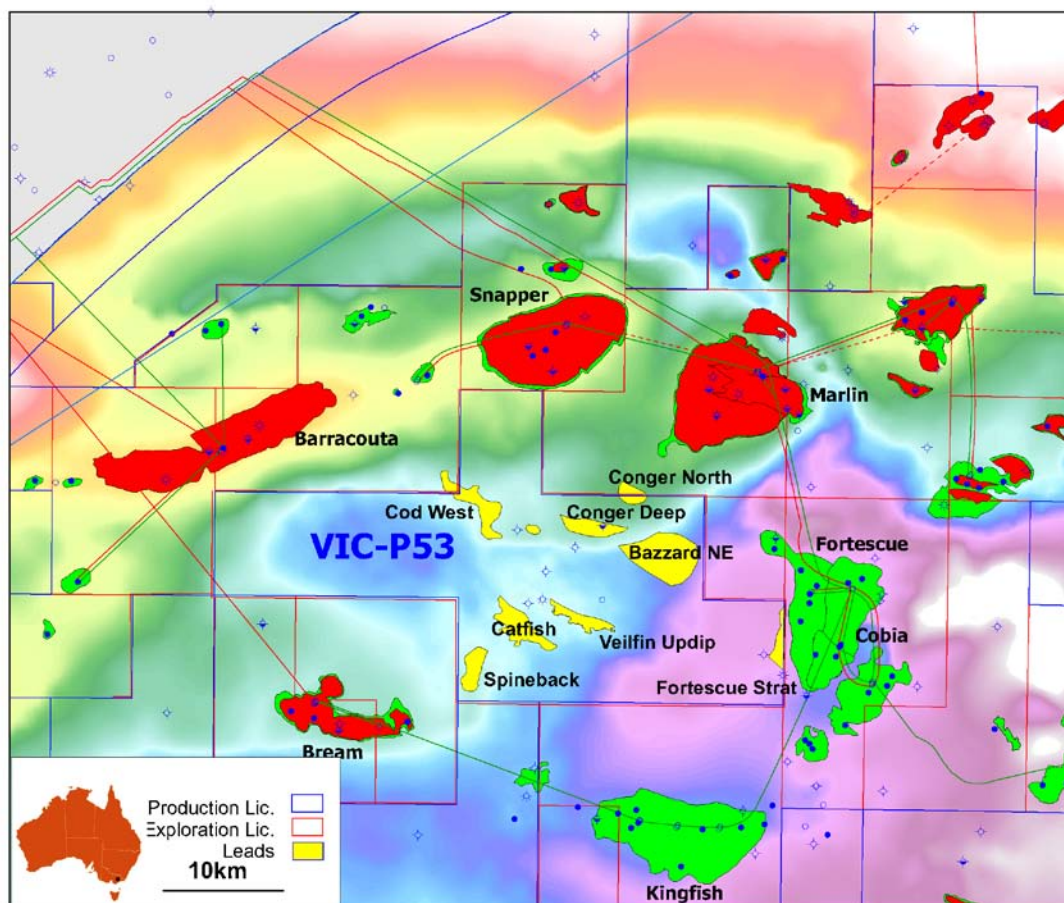 Snapper
Marlin
Barracouta
Conger North
Cod West
Conger Deep
VIC-P53
Bazzard NE
Fortescue
Catfish
Veilfin Updip
Cobia
Spineback
Fortescue Strat
Bream
Production Lic.
Exploration Lic.
Leads
10km
Kingfish